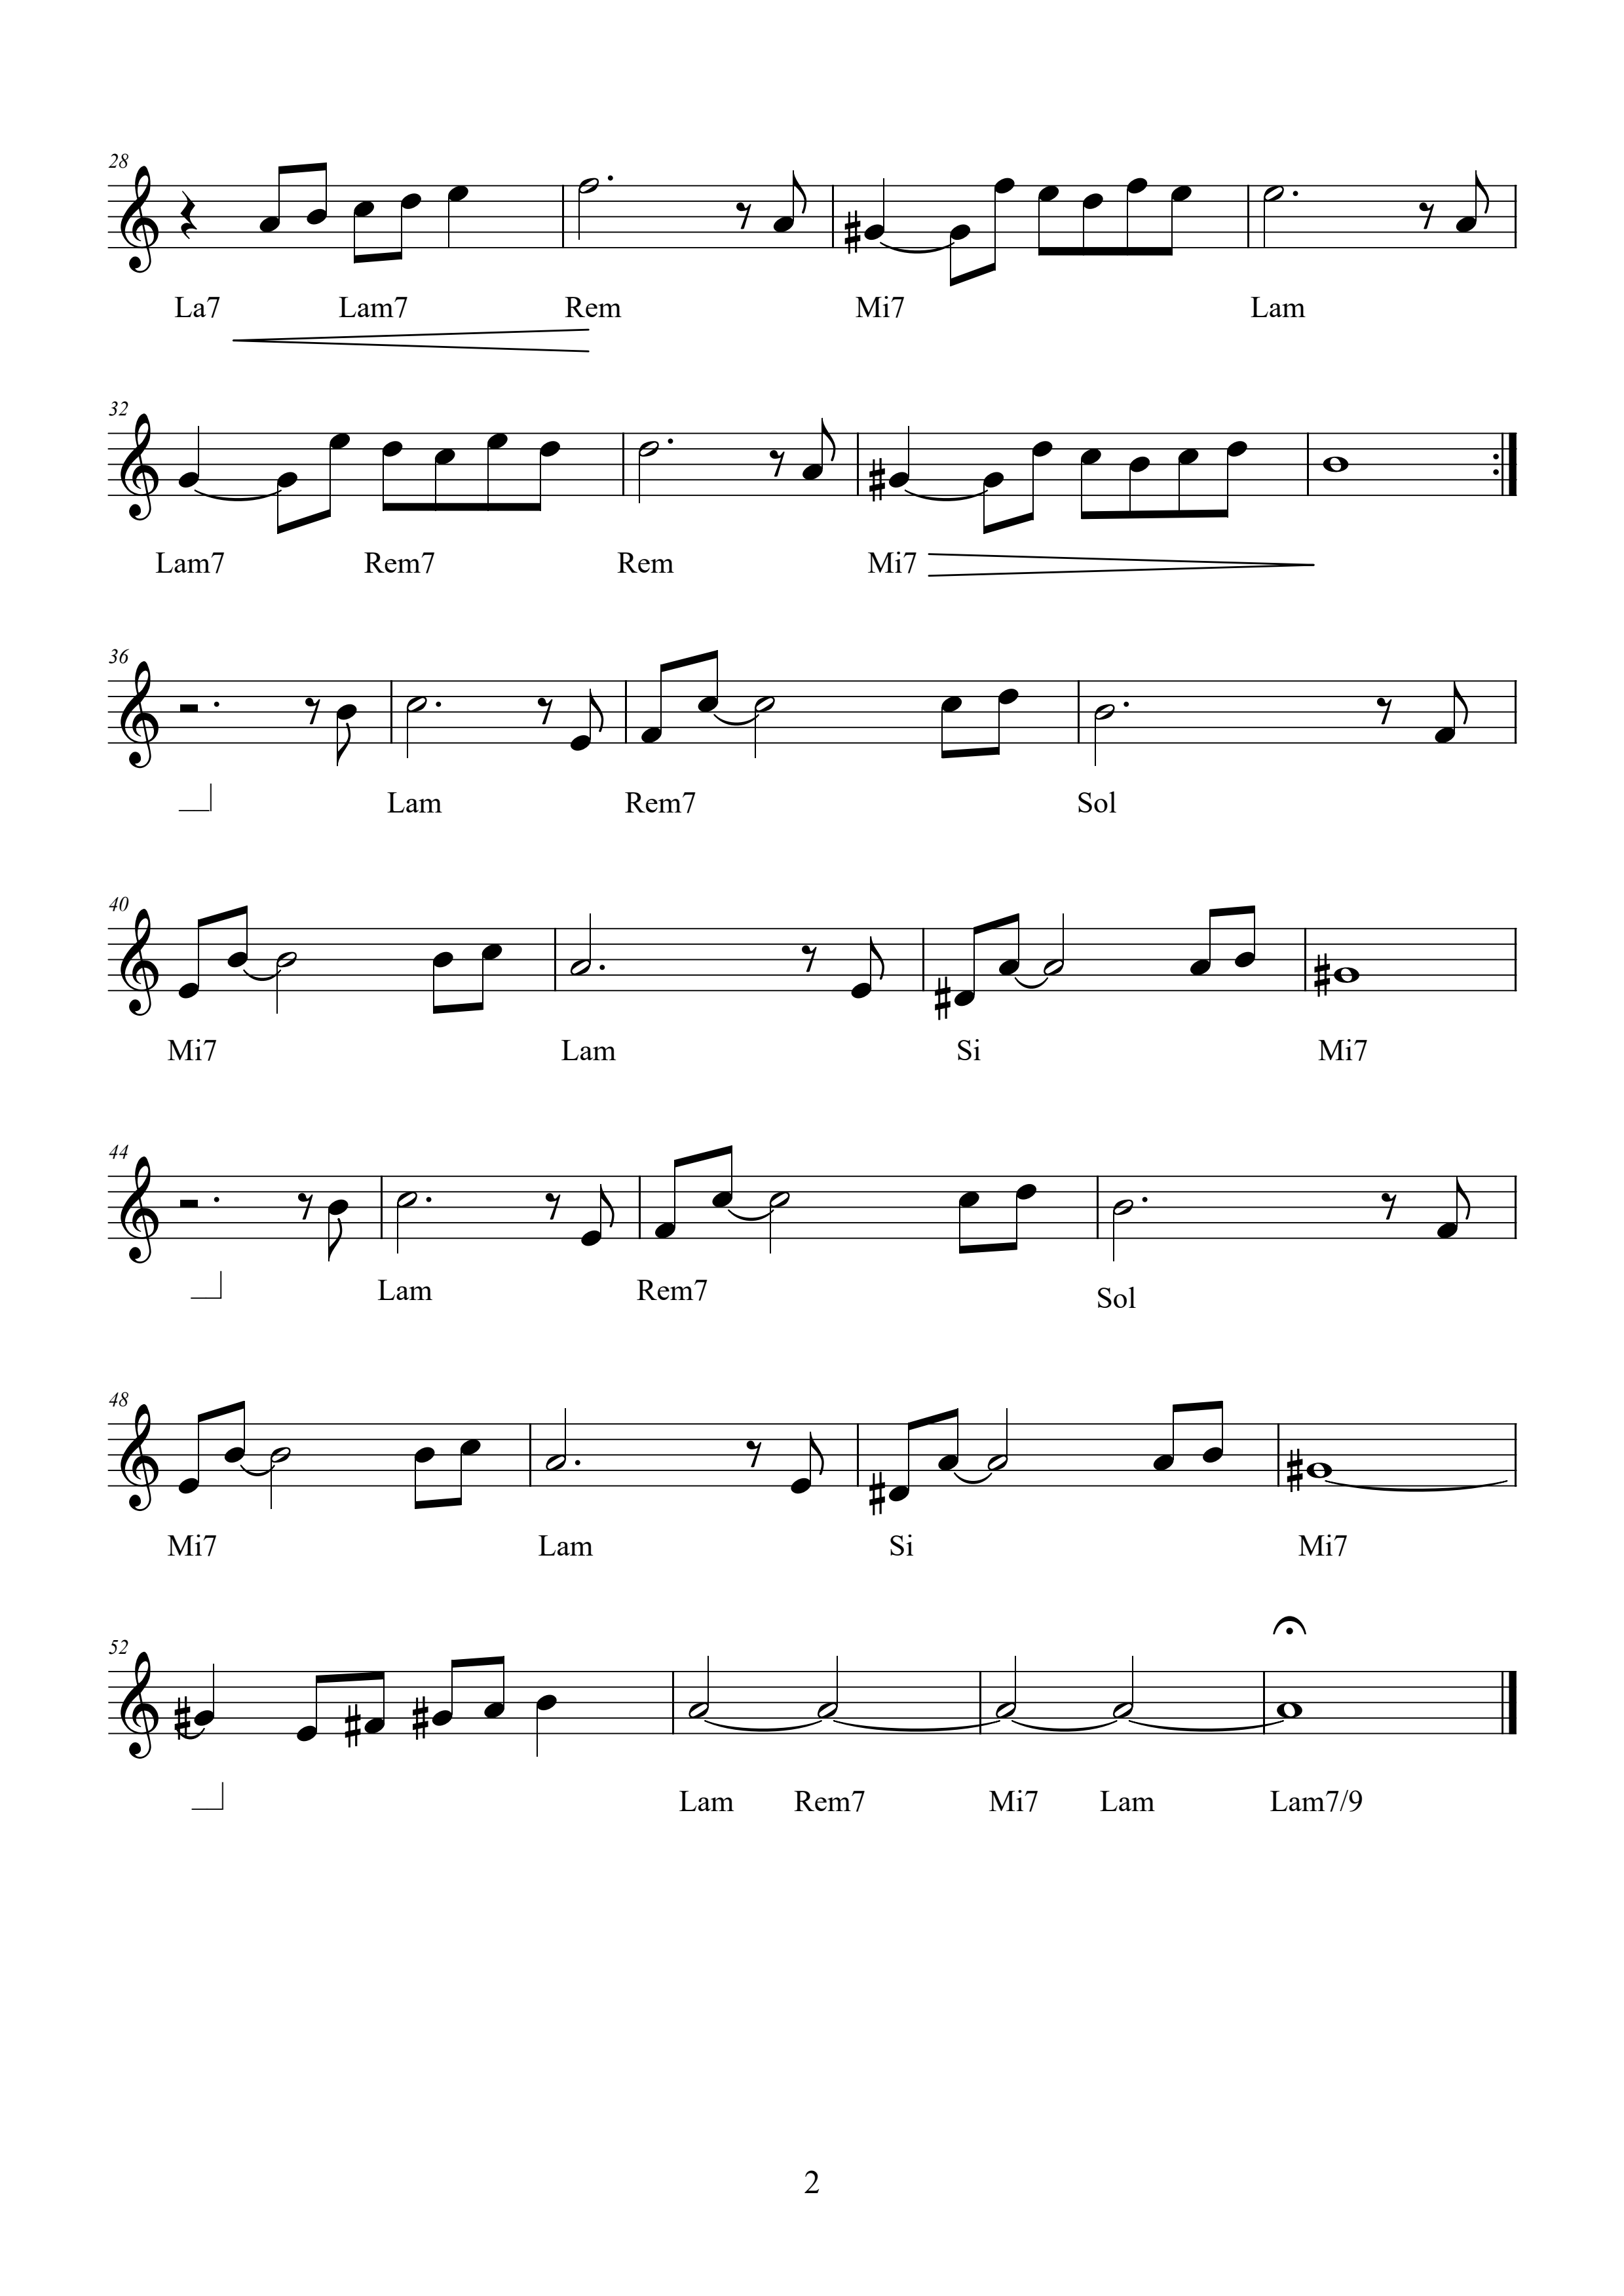 28
La7 Lam7 Rem Mi7 Lam
32
Lam7 Rem7 Rem Mi7
36
Lam Rem7 Sol
40
Mi7 Lam Si Mi7
44
Lam Rem7 Sol
48
Mi7 Lam Si Mi7
52
Lam Rem7 Mi7 Lam Lam7/9
2